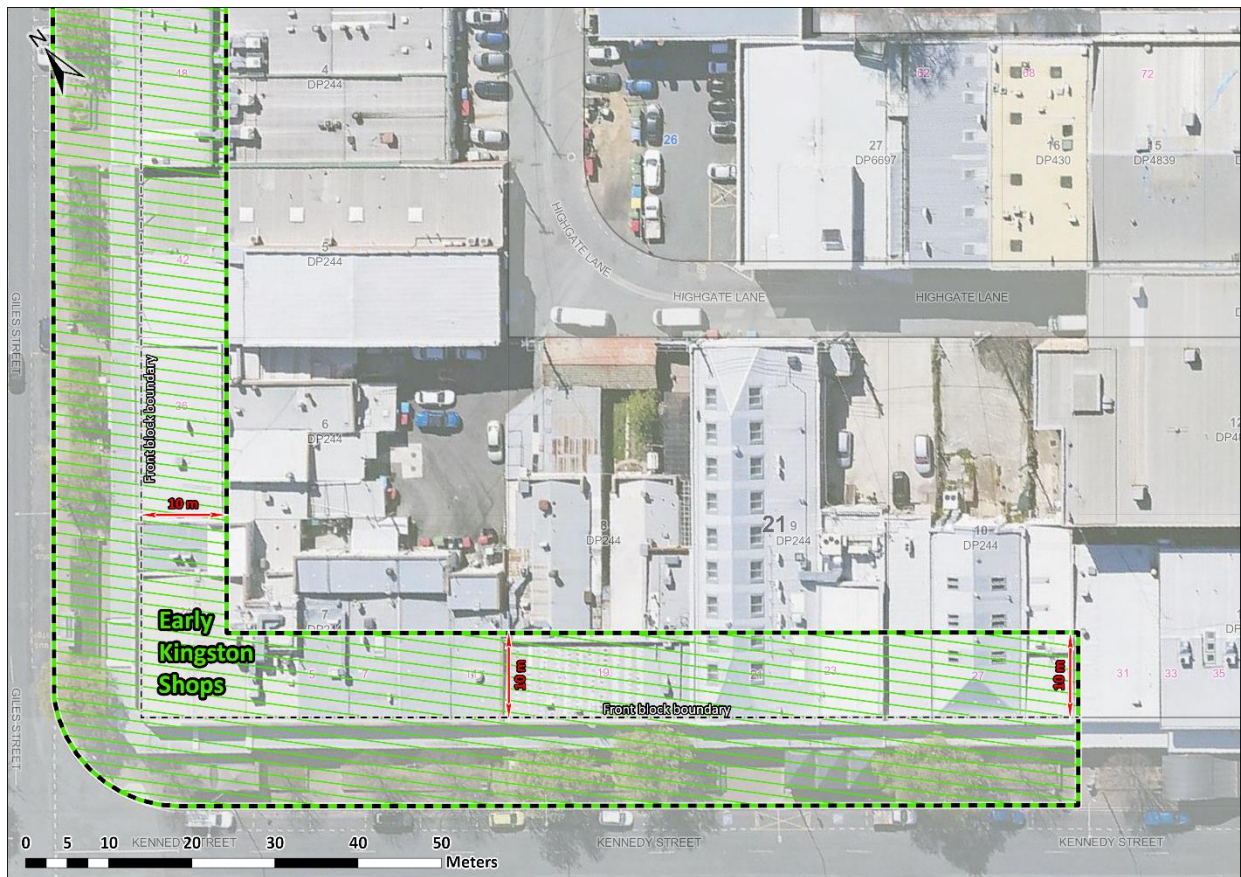 N
48
4
DP244
26
62
68
72
27
DP6697
16
DP430
15
DP4839
HIGHGATE LANE
5
DP244
42
HIGHGATE LANE
HIGHGATE LANE
GILES STREET
Front block boundary
36
6
DP244
10 m
8
DP244
21
9
DP244
10
DP244
7
Early
Kingston
Shops
5
10 m
19
21
23
27
10 m
31
33
35
Front block boundary
GILES STREET
0 5 10 20 30 40 50
Meters
KENNEDY STREET
KENNEDY STREET
KENNEDY STREET